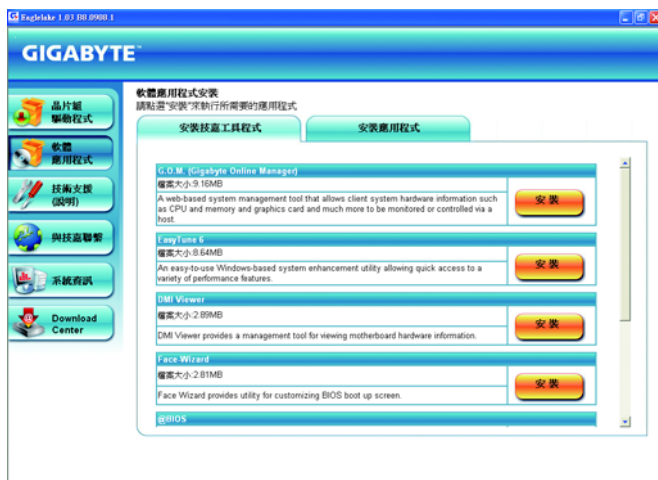 Englelake 1.03 B8.0908.1
GIGABYTE™
晶片組
驅動程式
軟體
應用程式
技術支援
(說明)
與技嘉聯繫
系統資訊
Download
Center
軟體應用程式安裝
請點選"安裝"來執行所需要的應用程式
安裝技嘉工具程式
安裝應用程式
G.O.M. (Gigabyte Online Manager)
檔案大小:9.16MB
A web-based system management tool that allows client system hardware information such
as CPU and memory and graphics card and much more to be monitored or controlled via a
host.
安裝
EasyTune 6
檔案大小:8.64MB
An easy-to-use Windows-based system enhancement utility allowing quick access to a
variety of performance features.
安裝
DMI Viewer
檔案大小:2.89MB
DMI Viewer provides a management tool for viewing motherboard hardware information.
安裝
Face-Wizard
檔案大小:2.81MB
Face Wizard provides utility for customizing BIOS boot up screen.
安裝
@BIOS